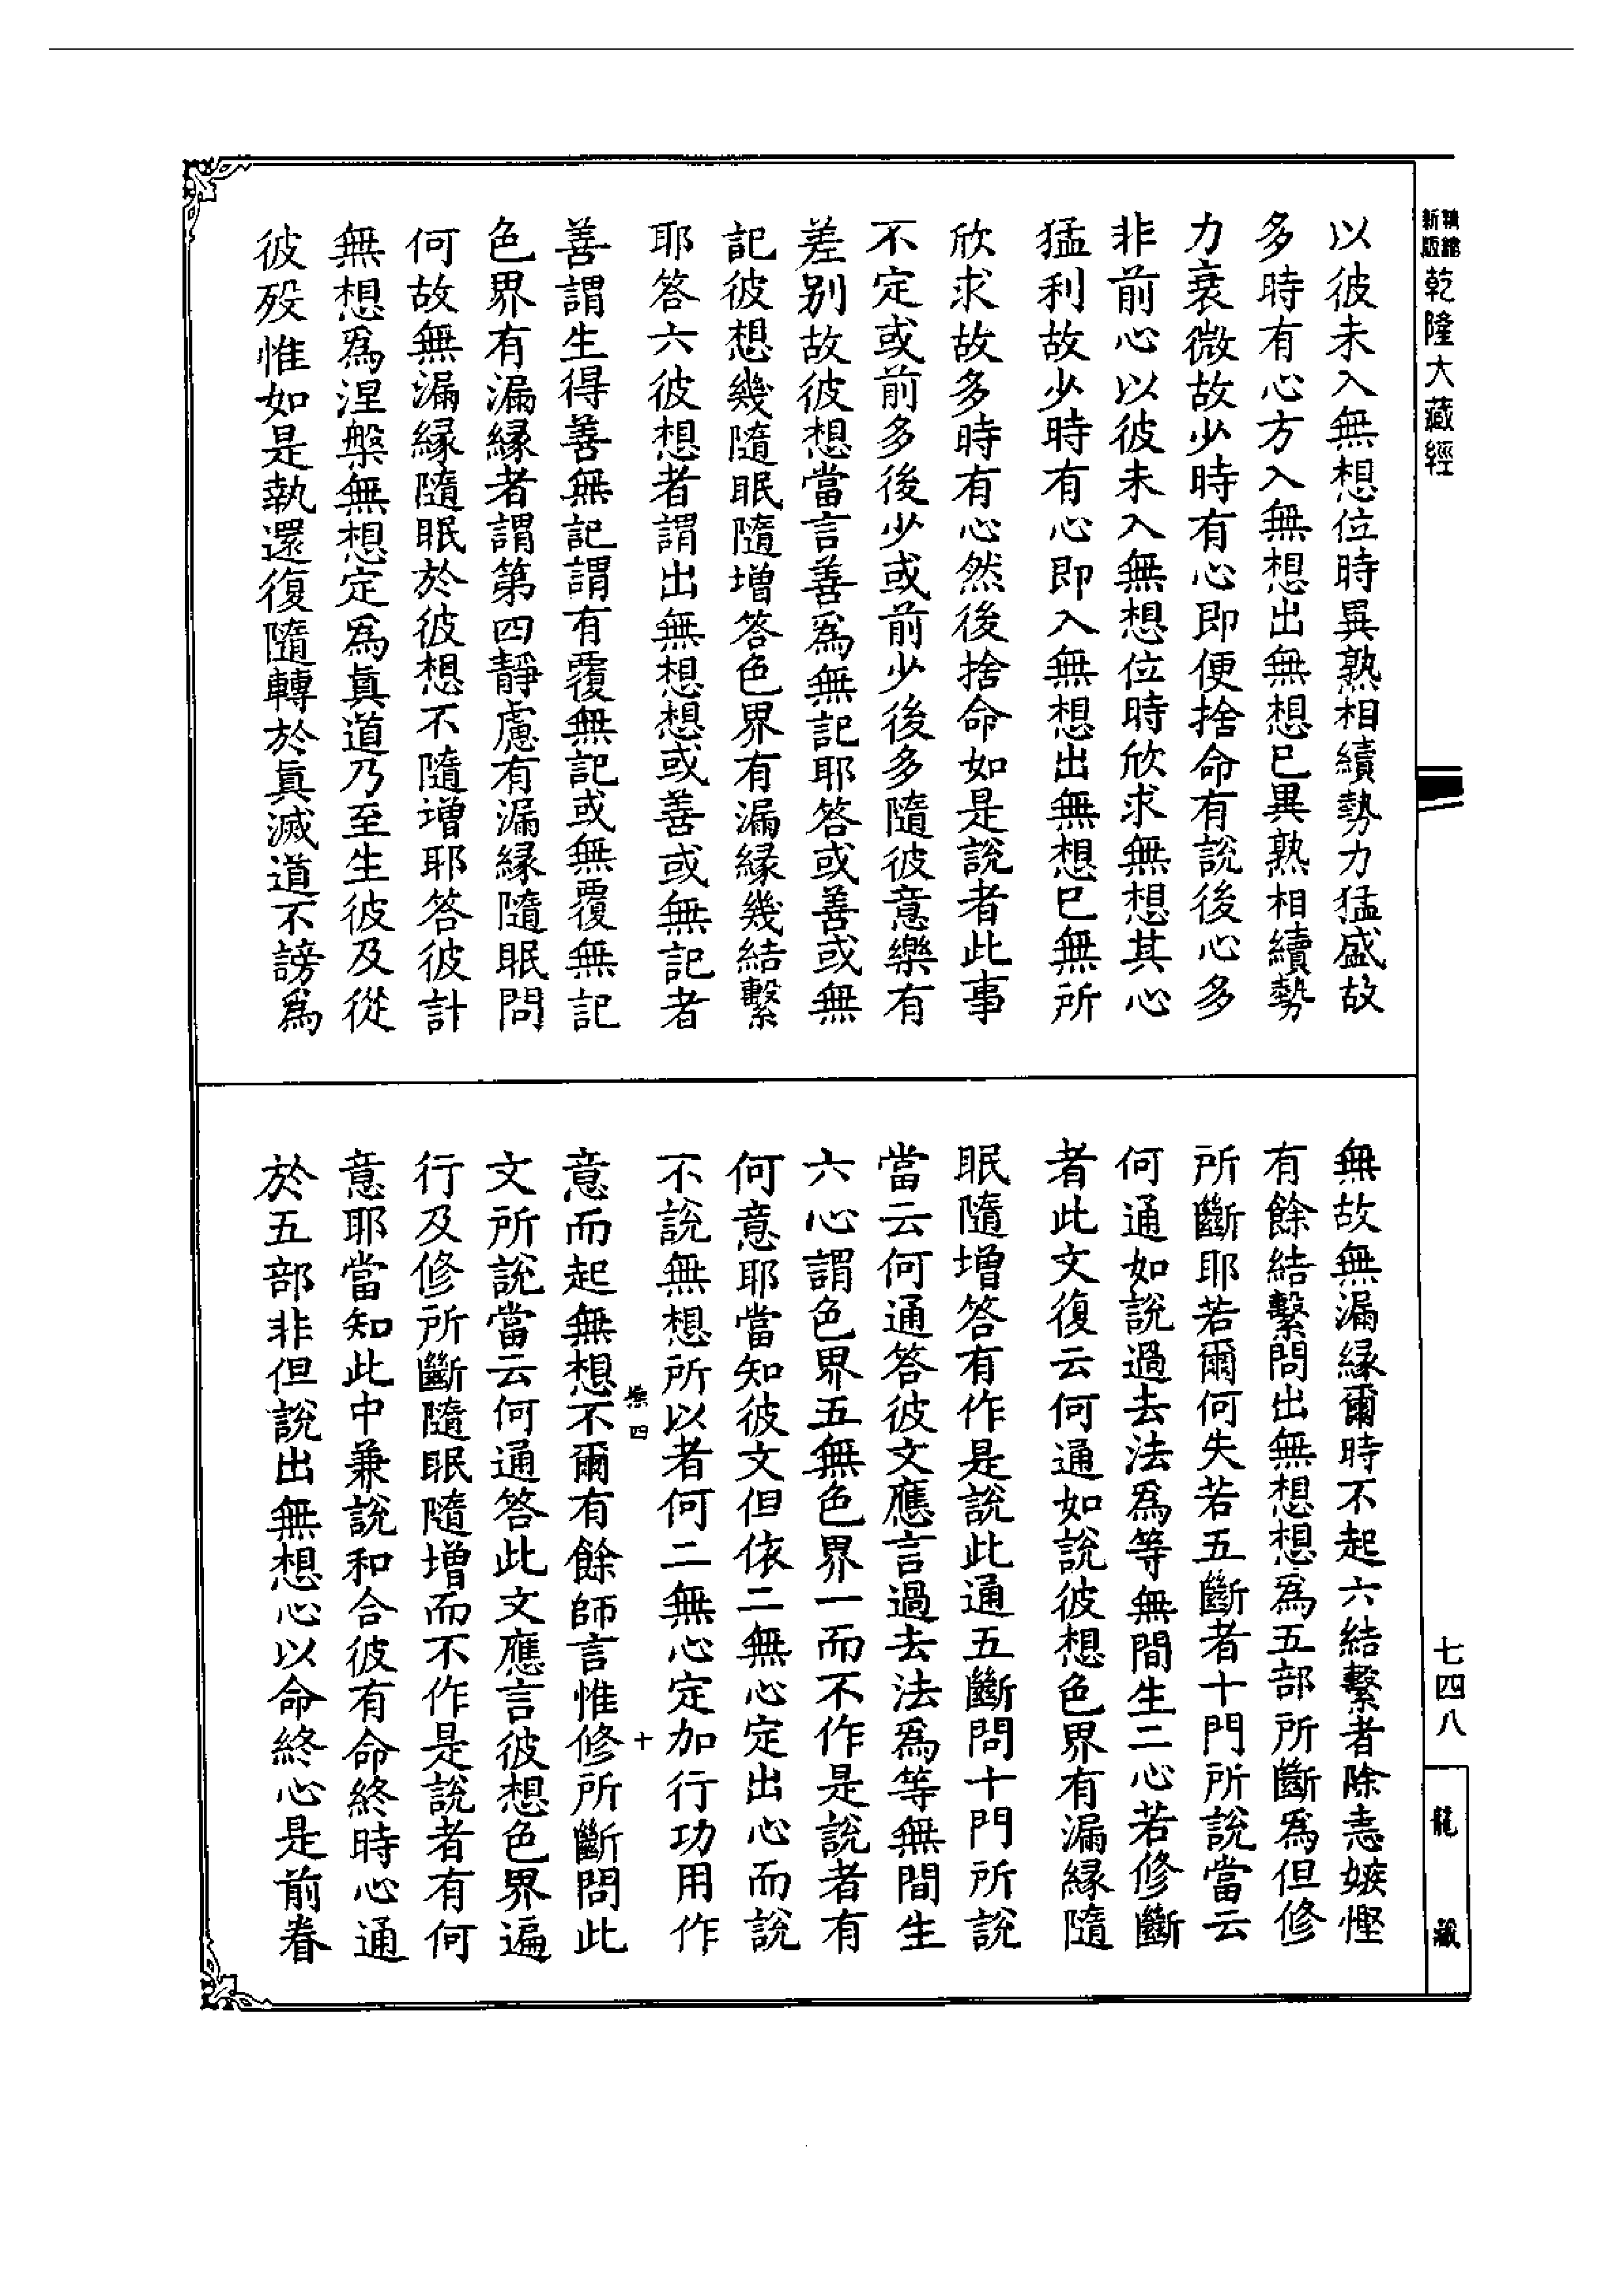 新版
精縮
乾隆大藏經
七四八
龍藏
以彼未入無想位時異熟相續勢力猛盛故
多時有心方入無想出無想已異熟相續勢
力衰微故少時有心即便捨命有說後心多
非前心以彼未入無想位時欣求無想其心
猛利故少時有心即入無想出無想已無所
欣求故多時有心然後捨命如是說者此事
不定或前多後少或前少後多隨彼意樂有
差别故彼想當言善爲無記耶答或善或無
記彼想幾隨眠隨增答色界有漏緣幾結繫
耶答六彼想者謂出無想想或善或無記者
善謂生得善無記謂有覆無記或無覆無記
色界有漏緣者謂第四靜慮有漏緣隨眠問
何故無漏緣隨眠於彼想不隨增耶答彼計
無想爲涅槃無想定爲真道乃至生彼及從
彼歿惟如是執還復隨轉於真滅道不謗爲
無故無漏緣爾時不起六結繫者除恚嫉慳
有餘結繫問出無想想爲五部所斷爲但修
所斷耶若爾何失若五斷者十門所說當云
何通如說過去法爲等無間生二心若修斷
者此文復云何通如說彼想色界有漏緣隨
眠隨增答有作是說此通五斷問十門所說
當云何通答彼文應言過去法爲等無間生
六心謂色界五無色界一而不作是說者有
何意耶當知彼文但依二無心定出心而說
不說無想所以者何二無心定加行功用作
四
十
意而起無想不爾有餘師言惟修所斷問此
文所說當云何通答此文應言彼想色界遍
行及修所斷隨眠隨增而不作是說者有何
意耶當知此中兼說和合彼有命終時心通
於五部非但說出無想心以命終心是前眷